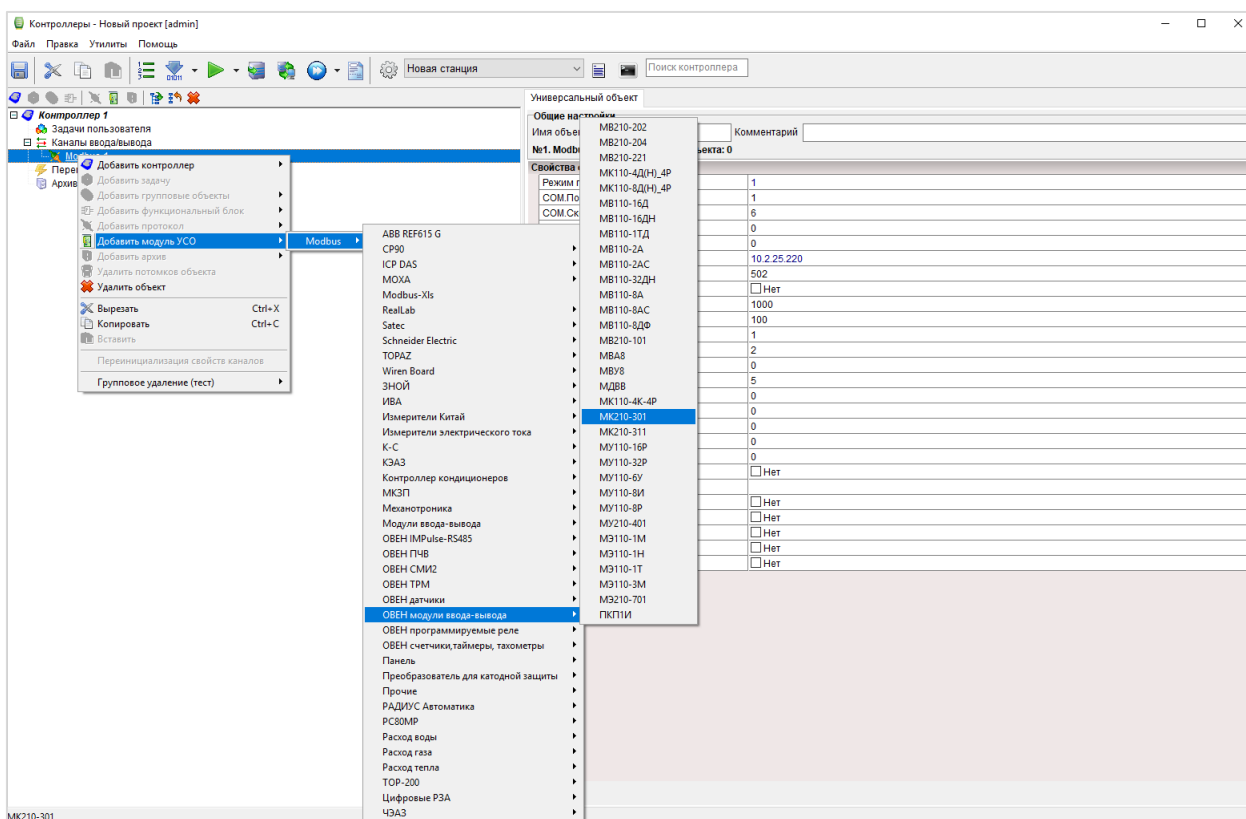 Контроллеры - Новый проект [admin]
Файл Правка Утилиты Помощь
Новая станция
Поиск контроллера
Контроллер 1
Задачи пользователя
Каналы ввода/вывода
Универсальный объект
Общие настройки
Комментарий
Добавить контроллер
Добавить задачу
Добавить групповые объекты
Добавить функциональный блок
Добавить протокол
Добавить модуль УСО
Добавить архив
Удалить потомков объекта
Удалить объект
Вырезать Ctrl+X
Копировать Ctrl+C
Вставить
Переинициализация свойств каналов
Групповое удаление (тест)
Modbus
ABB REF615 G
CP90
ICP DAS
MOXA
Modbus-Xls
RealLab
Satec
Schneider Electric
TOPAZ
Wiren Board
ЗНОЙ
ИВА
Измерители Китай
Измерители электрического тока
К-С
КЭАЗ
Контроллер кондиционеров
МКЗП
Механотроника
Модули ввода-вывода
ОВЕН IMPulse-RS485
ОВЕН ПЧВ
ОВЕН СМИ2
ОВЕН ТРМ
ОВЕН датчики
ОВЕН модули ввода-вывода
ОВЕН программируемые реле
ОВЕН счетчики,таймеры, тахометры
Панель
Преобразователь для катодной защиты
Прочие
РАДИУС Автоматика
РС80МР
Расход воды
Расход газа
Расход тепла
ТОР-200
Цифровые РЗА
ЧЭАЗ
МВ210-202
МВ210-204
МВ210-221
МК110-4Д(Н)_4Р
МК110-8Д(Н)_4Р
МВ110-16Д
МВ110-16ДН
МВ110-1ТД
МВ110-2А
МВ110-2АС
МВ110-32ДН
МВ110-8А
МВ110-8АС
МВ110-8ДФ
МВ210-101
МВА8
МВУ8
МДВВ
МК110-4К-4Р
МК210-301
МК210-311
МУ110-16Р
МУ110-32Р
МУ110-6У
МУ110-8И
МУ110-8Р
МУ210-401
МЭ110-1М
МЭ110-1Н
МЭ110-1Т
МЭ110-3М
МЭ210-701
ПКП1И
1
1
6
0
0
10.2.25.220
502
Нет
1000
100
1
2
0
5
0
0
0
0
0
Нет
Нет
Нет
Нет
Нет
Нет
МК210-301